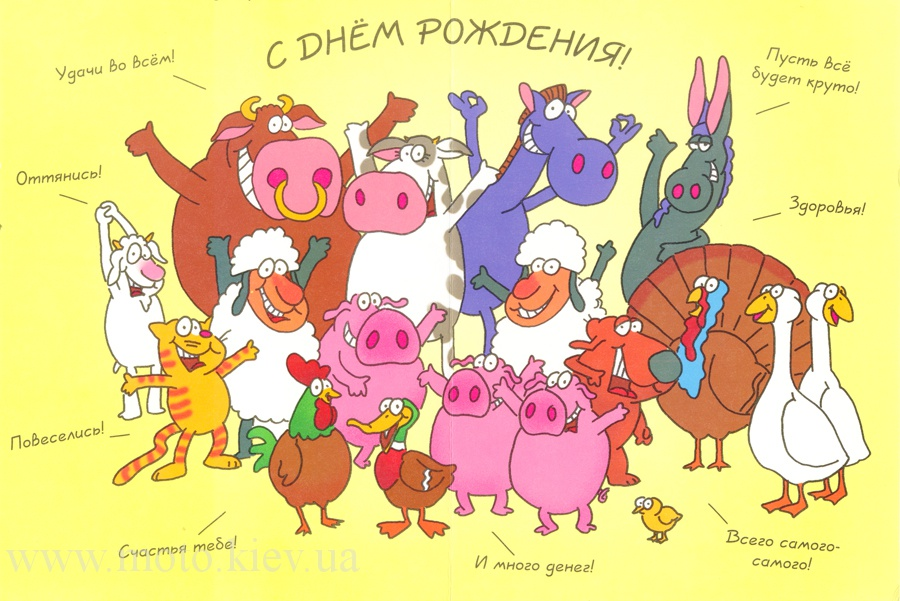 С ДНЁМ РОЖДЕНИЯ!
Удачи во всём!
Пусть всё
будет круто!
Оттянись!
Здоровья!
Повеселись!
Счастья тебе!
И много денег!
Всего самого-
самого!
www.moto.kiev.ua